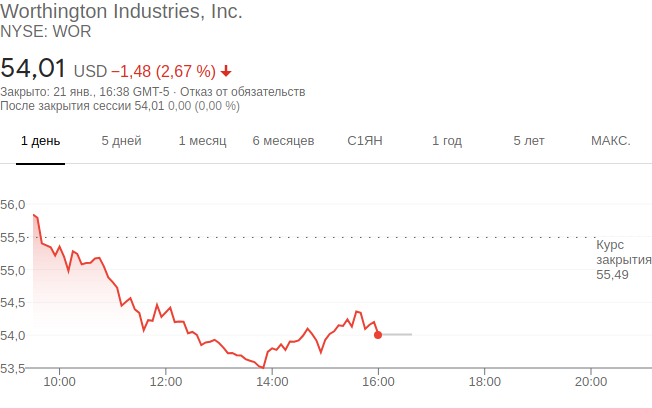 Worthington Industries, Inc.
NYSE: WOR
54,01 USD −1,48 (2,67 %)
Закрыто: 21 янв., 16:38 GMT-5 · Отказ от обязательств
После закрытия сессии 54,01 0,00 (0,00 %)
1 день 5 дней 1 месяц 6 месяцев С1ЯН 1 год 5 лет МАКС.
56,0
55,5
Курс
закрытия
55,49
55,0
54,5
54,0
53,5
10:00 12:00 14:00 16:00 18:00 20:00